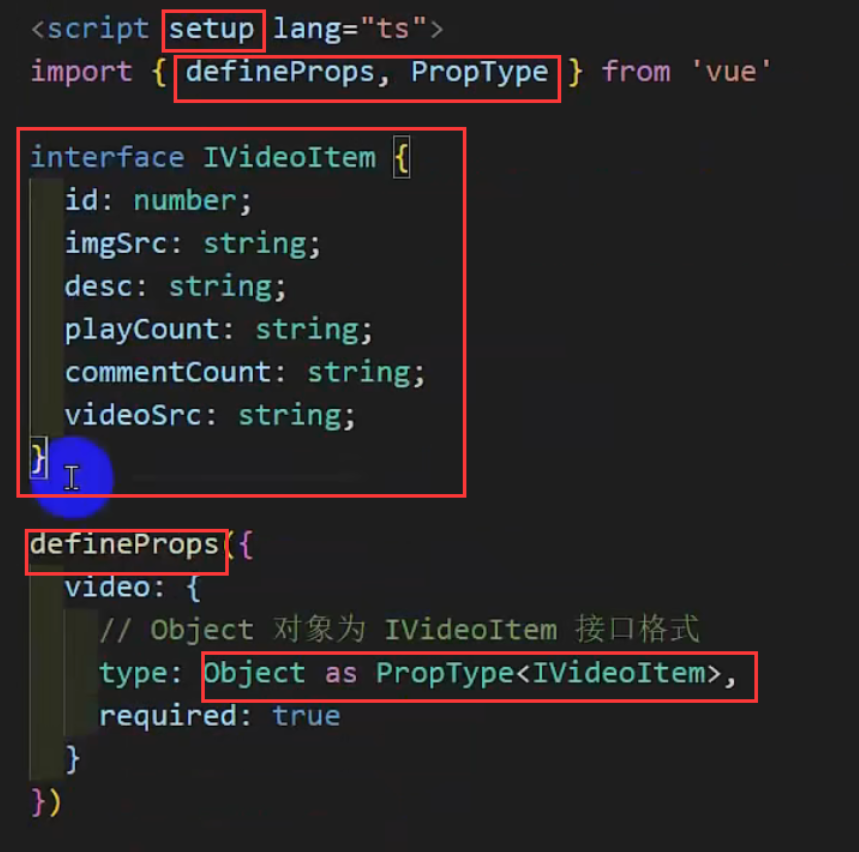 <script setup lang="ts">
import { defineProps, PropType } from 'vue'
interface IVideoItem {
id: number;
imgSrc: string;
desc: string;
playCount: string;
commentCount: string;
videoSrc: string;
}
defineProps({
video: {
// Object 对象为 IVideoItem 接口格式
type: Object as PropType<IVideoItem>,
required: true
}
})